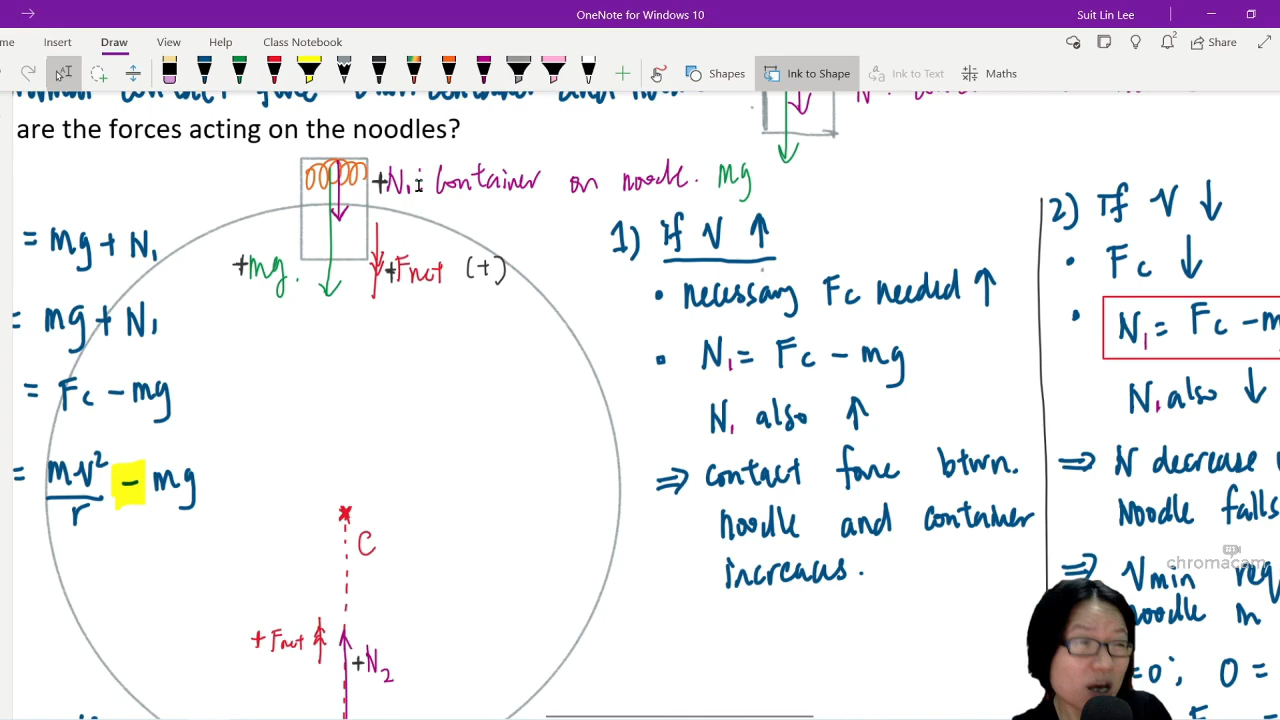 OneNote for Windows 10
Suit Lin Lee
me Insert Draw View Help Class Notebook
Share
Shapes Ink to Shape Ink to Text Maths
are the forces acting on the noodles?
+N₁: Container on noodle. mg
= mg + N₁
+mg.
+Fnet (+)
= mg + N₁
= Fc - mg
= mv²/r - mg
C
+Fnet
+N₂
1) if V ↑
• necessary Fc needed ↑
• N₁ = Fc - mg
N₁ also ↑
⇒ contact force btwn.
noodle and container
increases.
2) If V ↓
• Fc ↓
• N₁ = Fc - m
N₁ also ↓
⇒ N decrease
Noodle falls
chromacam
⇒ Vmin req
noodle in
=0; 0 =